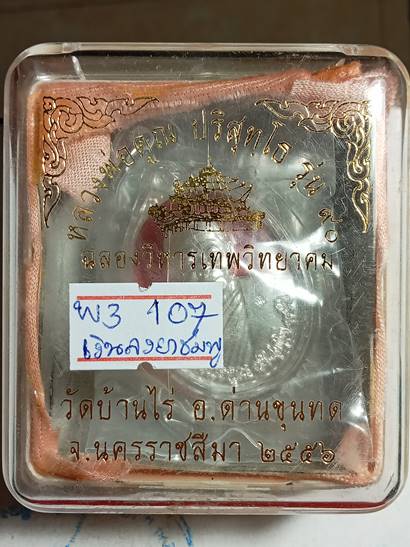 หลวงพ่อคูณ ปริสุทโธ รุ่น ๙๐
ฉลองวิหารเทพวิทยาคม
พ3 107
เงินลงยาชมพู
วัดบ้านไร่ อ.ด่านขุนทด
จ.นครราชสีมา ๒๕๕๖